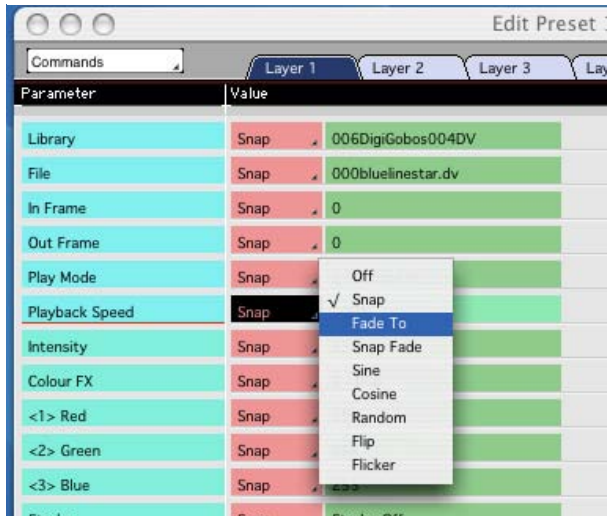 Edit Preset
Commands
Layer 1
Layer 2
Layer 3
Parameter Value
Library Snap 006DigiGobos004DV
File Snap 000bluelinestar.dv
In Frame Snap 0
Out Frame Snap 0
Play Mode Snap
Playback Speed Snap
Intensity Snap
Colour FX Snap
<1> Red Snap
<2> Green Snap
<3> Blue Snap 255
Off
√ Snap
Fade To
Snap Fade
Sine
Cosine
Random
Flip
Flicker